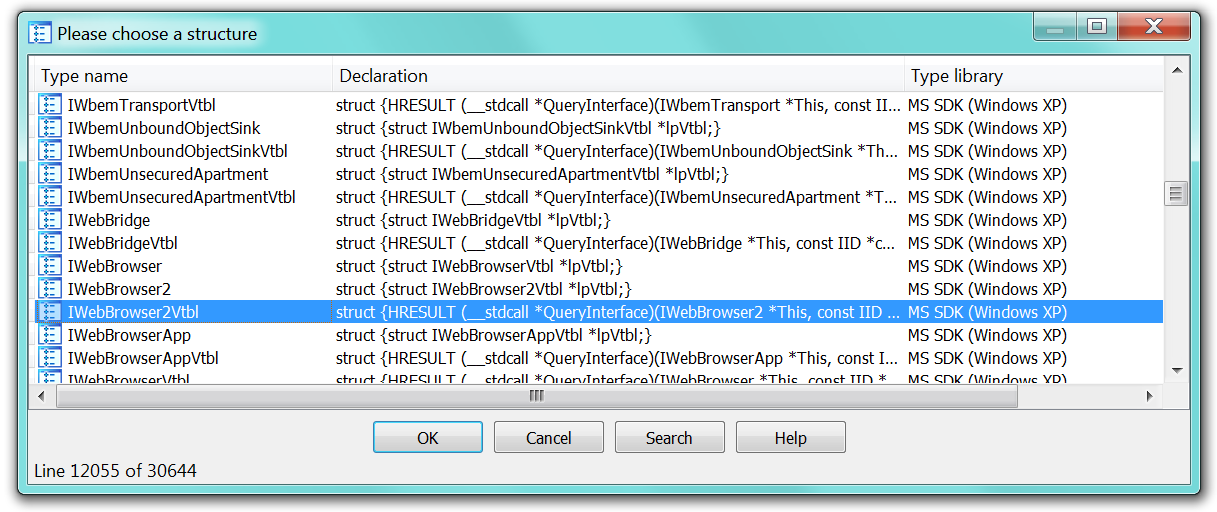 Please choose a structure
Type name Declaration Type library
IWbemTransportVtbl struct {HRESULT (__stdcall *QueryInterface)(IWbemTransport *This, const II... MS SDK (Windows XP)
IWbemUnboundObjectSink struct {struct IWbemUnboundObjectSinkVtbl *lpVtbl;} MS SDK (Windows XP)
IWbemUnboundObjectSinkVtbl struct {HRESULT (__stdcall *QueryInterface)(IWbemUnboundObjectSink *Th... MS SDK (Windows XP)
IWbemUnsecuredApartment struct {struct IWbemUnsecuredApartmentVtbl *lpVtbl;} MS SDK (Windows XP)
IWbemUnsecuredApartmentVtbl struct {HRESULT (__stdcall *QueryInterface)(IWbemUnsecuredApartment *T... MS SDK (Windows XP)
IWebBridge struct {struct IWebBridgeVtbl *lpVtbl;} MS SDK (Windows XP)
IWebBridgeVtbl struct {HRESULT (__stdcall *QueryInterface)(IWebBridge *This, const IID *c... MS SDK (Windows XP)
IWebBrowser struct {struct IWebBrowserVtbl *lpVtbl;} MS SDK (Windows XP)
IWebBrowser2 struct {struct IWebBrowser2Vtbl *lpVtbl;} MS SDK (Windows XP)
IWebBrowser2Vtbl struct {HRESULT (__stdcall *QueryInterface)(IWebBrowser2 *This, const IID ... MS SDK (Windows XP)
IWebBrowserApp struct {struct IWebBrowserAppVtbl *lpVtbl;} MS SDK (Windows XP)
IWebBrowserAppVtbl struct {HRESULT (__stdcall *QueryInterface)(IWebBrowserApp *This, const I... MS SDK (Windows XP)
IWebBrowserVtbl struct {HRESULT (__stdcall *QueryInterface)(IWebBrowser *This, const IID * MS SDK (Windows XP)
OK Cancel Search Help
Line 12055 of 30644